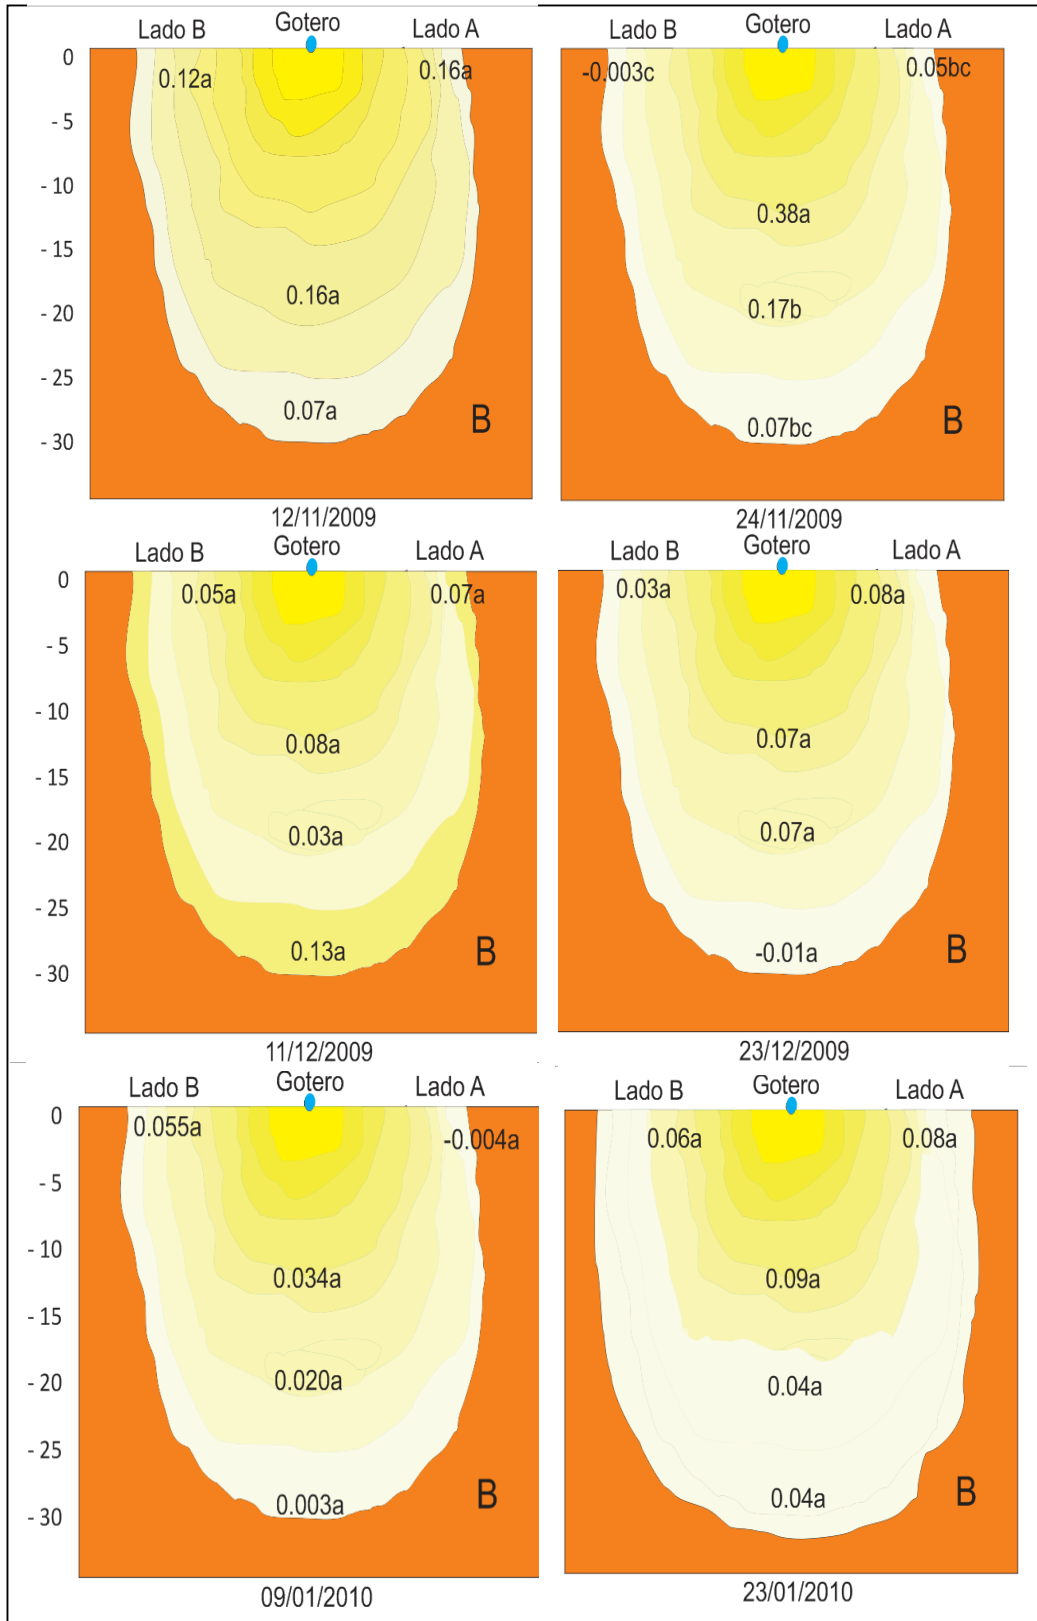 Lado B Gotero Lado A Lado B Gotero Lado A
0 0.12a 0.16a -0.003c 0.05bc
- 5
- 10
0.38a
- 15
0.16a 0.17b
- 20
- 25
0.07a B 0.07bc B
- 30
12/11/2009 24/11/2009
Lado B Gotero Lado A Lado B Gotero Lado A
0 0.05a 0.07a 0.03a 0.08a
- 5
- 10
0.08a 0.07a
- 15
- 20 0.03a 0.07a
- 25
0.13a B -0.01a B
- 30
11/12/2009 23/12/2009
Lado B Gotero Lado A Lado B Gotero Lado A
0 0.055a -0.004a 0.06a 0.08a
- 5
- 10
0.034a 0.09a
- 15
- 20 0.020a 0.04a
- 25
0.003a B 0.04a B
- 30
09/01/2010 23/01/2010